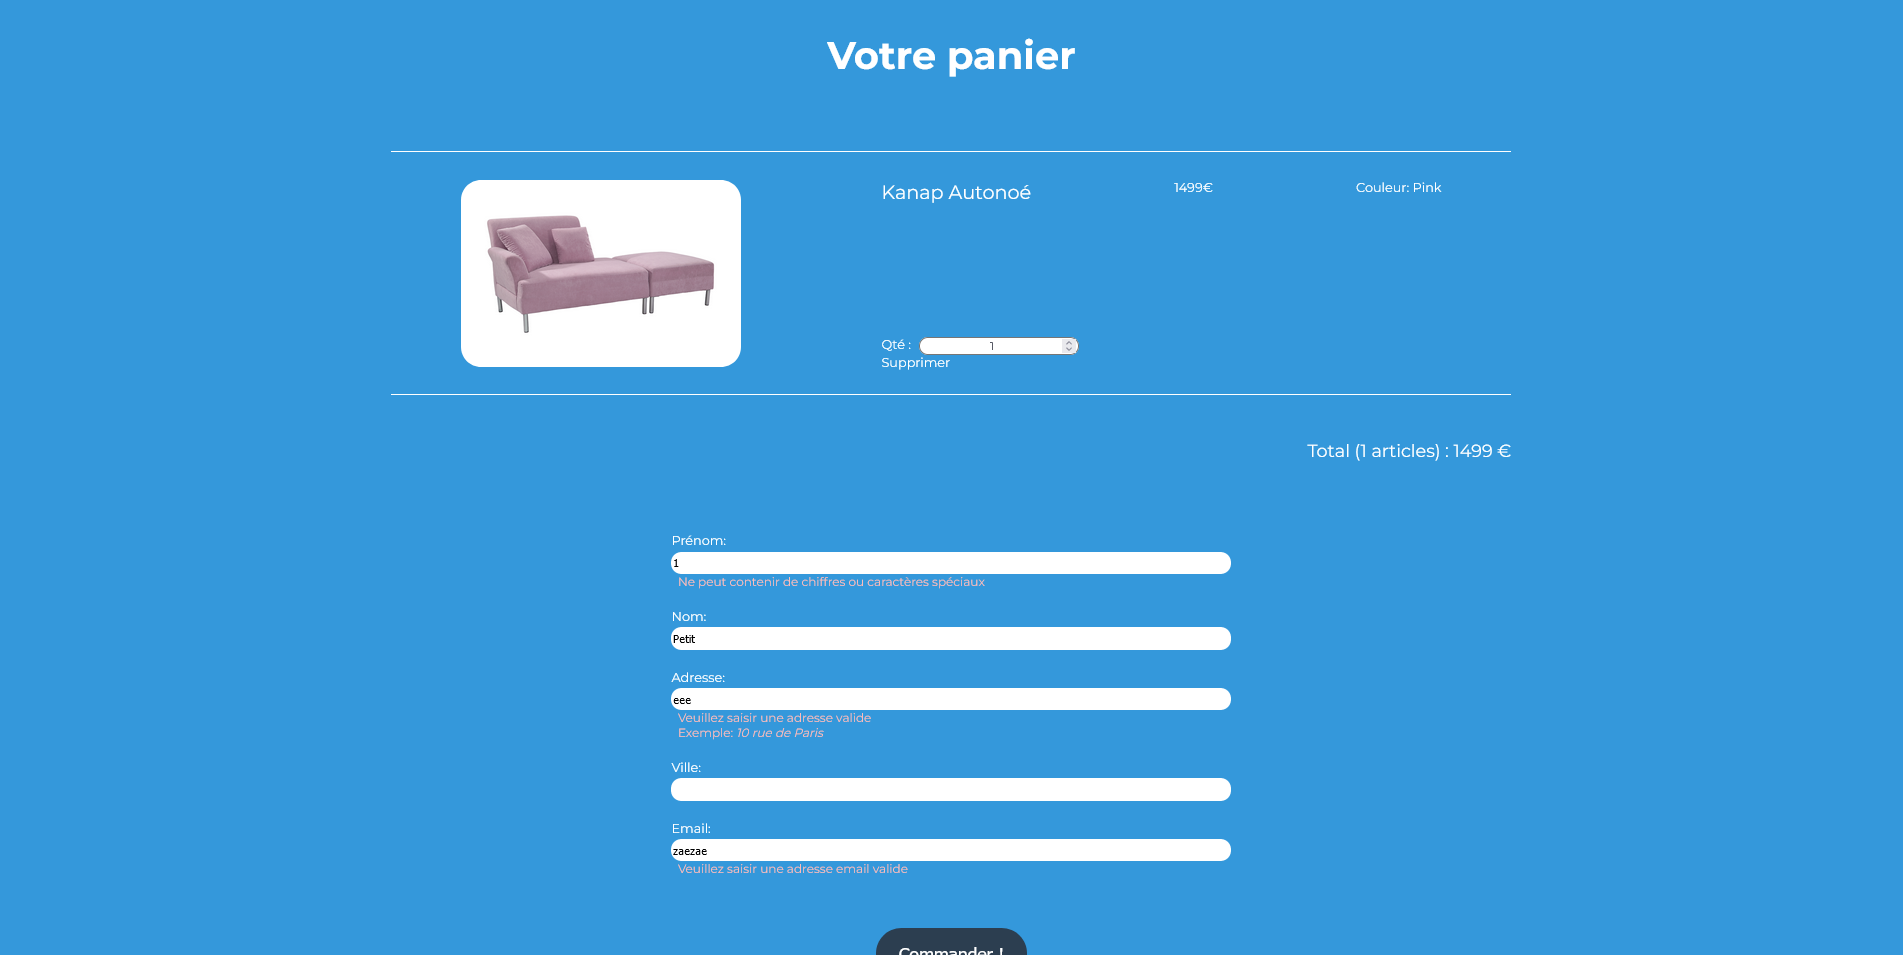 Votre panier
Kanap Autonoé
1499€
Couleur: Pink
Qté : 1
Supprimer
Total (1 articles) : 1499 €
Prénom:
1
Ne peut contenir de chiffres ou caractères spéciaux
Nom:
Petit
Adresse:
eee
Veuillez saisir une adresse valide
Exemple: 10 rue de Paris
Ville:
Email:
zaezae
Veuillez saisir une adresse email valide
Commander !